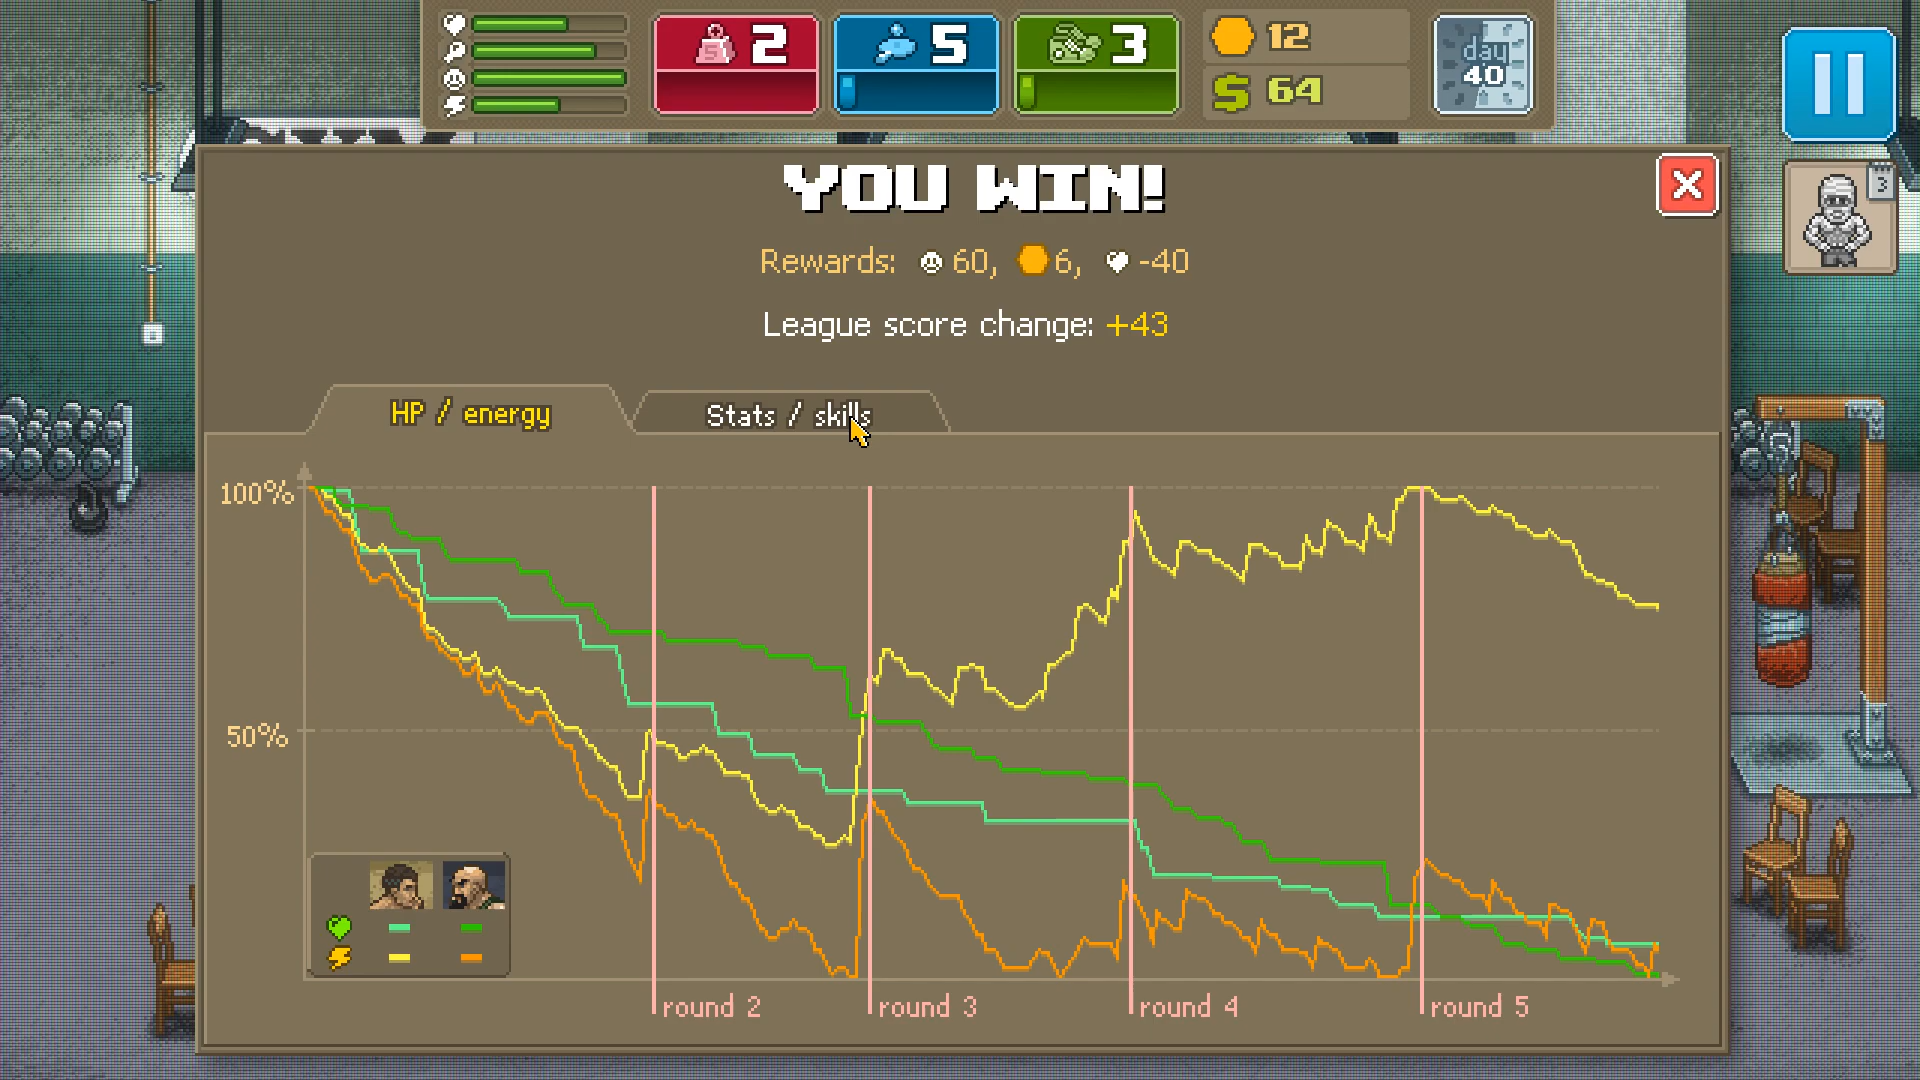 2
5
3
12
$ 64
day
40
3
YOU WIN!
Rewards: 60, 6, -40
League score change: +43
HP / energy
Stats / skills
100%
50%
round 2
round 3
round 4
round 5